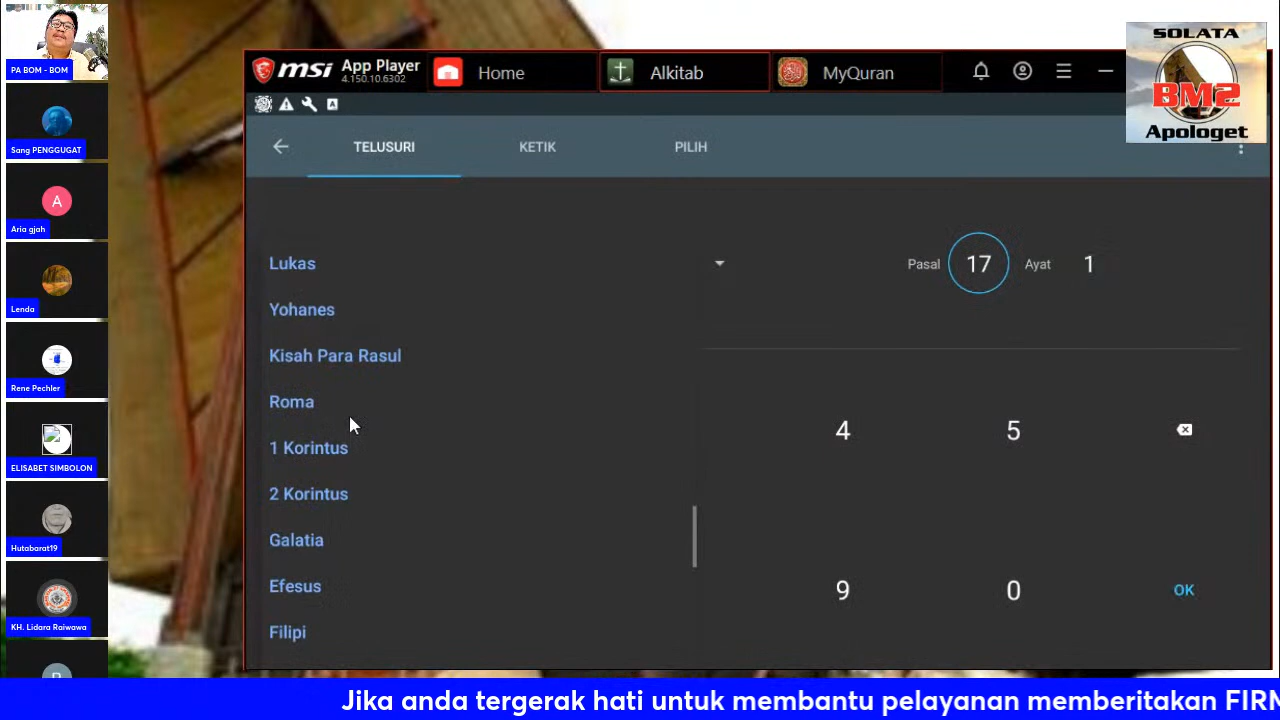 PA BOM - BOM
Sang PENGGUGAT
A
Aria gjah
Lenda
Rene Pechler
ELISABET SIMBOLON
Hutabarat19
KH. Lidara Raiwawa
msi App Player
4.150.10.6302
Home
Alkitab
MyQuran
SOLATA
BM2
Apologet
TELUSURI
KETIK
PILIH
Lukas
Yohanes
Kisah Para Rasul
Roma
1 Korintus
2 Korintus
Galatia
Efesus
Filipi
Pasal 17 Ayat 1
4 5
9 0 OK
Jika anda tergerak hati untuk membantu pelayanan memberitakan FIRM